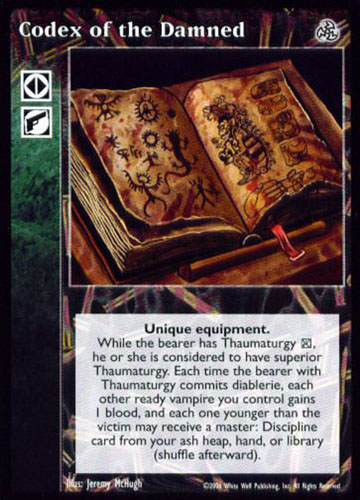 Codex of the Damned
Unique equipment.
While the bearer has Thaumaturgy,
he or she is considered to have superior
Thaumaturgy. Each time the bearer with
Thaumaturgy commits diablerie, each
other ready vampire you control gains
1 blood, and each one younger than the
victim may receive a master: Discipline
card from your ash heap, hand, or library
(shuffle afterward).
Illus: Jeremy McHugh
©2006 White Wolf Publishing, Inc. All Rights Reserved.